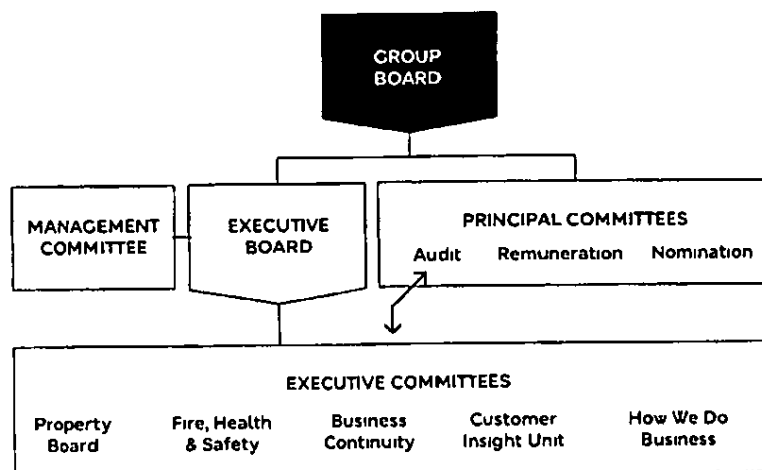 GROUP
BOARD
MANAGEMENT
COMMITTEE
EXECUTIVE
BOARD
PRINCIPAL COMMITTEES
Audit Remuneration Nomination
EXECUTIVE COMMITTEES
Property
Board
Fire, Health
& Safety
Business
Continuity
Customer
Insight Unit
How We Do
Business